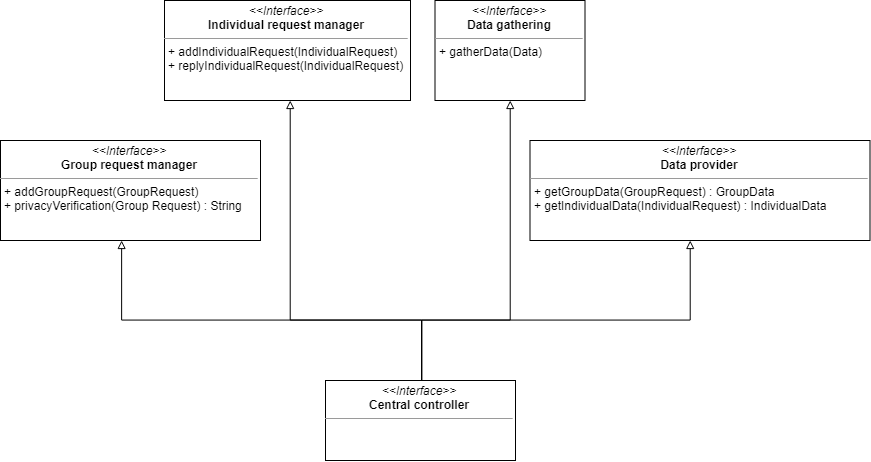 <<Interface>>
Individual request manager
+ addIndividualRequest(IndividualRequest)
+ replyIndividualRequest(IndividualRequest)
<<Interface>>
Data gathering
+ gatherData(Data)
<<Interface>>
Group request manager
+ addGroupRequest(GroupRequest)
+ privacyVerification(Group Request) : String
<<Interface>>
Data provider
+ getGroupData(GroupRequest) : GroupData
+ getIndividualData(IndividualRequest) : IndividualData
<<Interface>>
Central controller